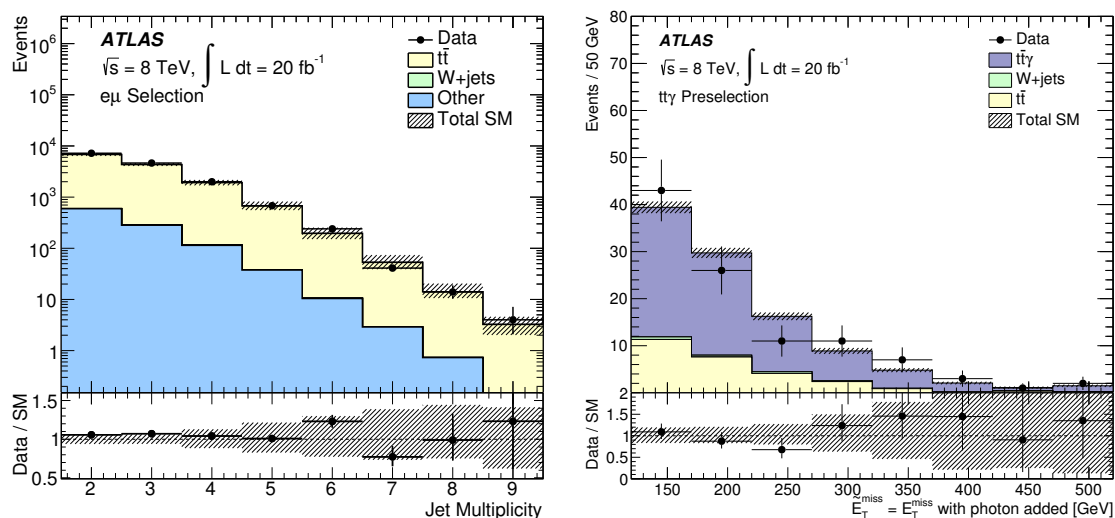 Events
10⁶
10⁵
10⁴
10³
10²
10
1
ATLAS
√s = 8 TeV, ∫ L dt = 20 fb⁻¹
eμ Selection
Data
tt̄
W+jets
Other
Total SM
Data / SM
1.5
1
0.5
2 3 4 5 6 7 8 9
Jet Multiplicity
Events / 50 GeV
80
70
60
50
40
30
20
10
ATLAS
√s = 8 TeV, ∫ L dt = 20 fb⁻¹
ttγ Preselection
Data
tt̄γ
W+jets
tt̄
Total SM
Data / SM
2
1.5
1
0.5
0
150 200 250 300 350 400 450 500
Ẽ_T^miss = E_T^miss with photon added [GeV]